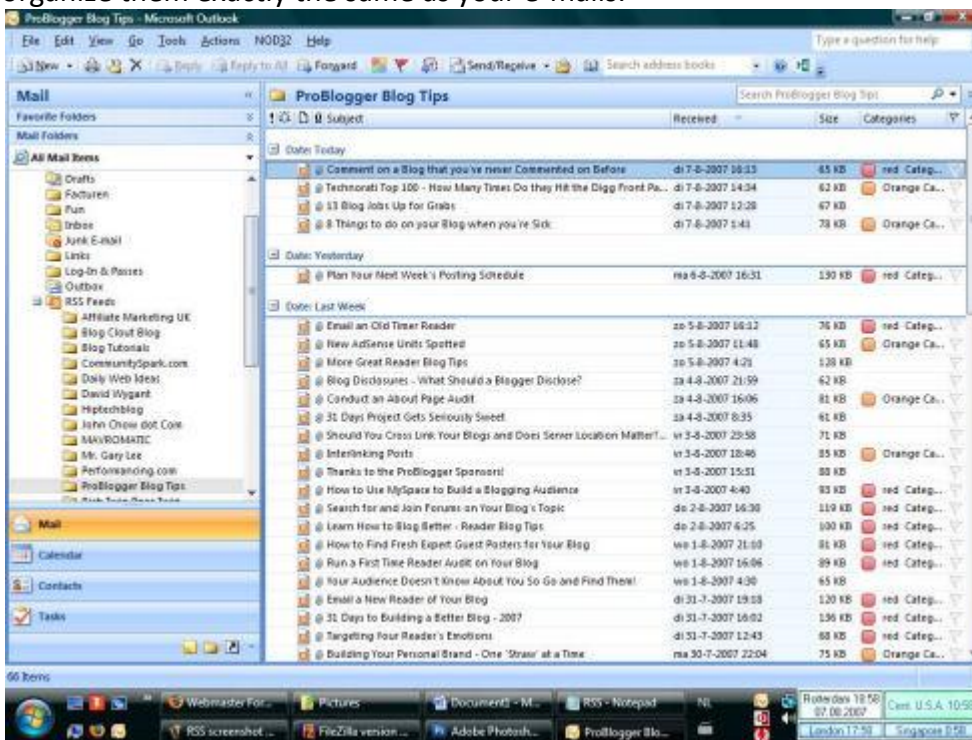 organize them exactly the same as your e-mails.
ProBlogger Blog Tips - Microsoft Outlook
File Edit View Go Tools Actions NOD32 Help
Type a question for help
New Reply Reply to All Forward Send/Receive Search address books
Mail
Favorite Folders
Mail Folders
All Mail Items
Drafts
Facturen
Fun
Inbox
Junk E-mail
Links
Log-In & Passes
Outbox
RSS Feeds
Affiliate Marketing UK
Blog Clout Blog
Blog Tutorials
CommunitySpark.com
Daily Web Ideas
David Wygant
Hiptechblog
John Chow dot Com
MAVROMATIC
Mr. Gary Lee
Performancing.com
ProBlogger Blog Tips
Mail
Calendar
Contacts
Tasks
ProBlogger Blog Tips Search ProBlogger Blog Tips
Subject Received Size Categories
Date: Today
Comment on a Blog that you've never Commented on Before di 7-8-2007 16:13 65 KB red Categ...
Technorati Top 100 - How Many Times Do they Hit the Digg Front Pa... di 7-8-2007 14:34 62 KB Orange Ca...
13 Blog Jobs Up for Grabs di 7-8-2007 12:28 67 KB
8 Things to do on your Blog when you're Sick di 7-8-2007 1:41 78 KB Orange Ca...
Date: Yesterday
Plan Your Next Week's Posting Schedule ma 6-8-2007 16:31 130 KB red Categ...
Date: Last Week
Email an Old Timer Reader zo 5-8-2007 16:12 76 KB red Categ...
New AdSense Units Spotted zo 5-8-2007 11:48 65 KB Orange Ca...
More Great Reader Blog Tips zo 5-8-2007 4:21 128 KB
Blog Disclosures - What Should a Blogger Disclose? za 4-8-2007 21:59 62 KB
Conduct an About Page Audit za 4-8-2007 16:06 81 KB Orange Ca...
31 Days Project Gets Seriously Sweet za 4-8-2007 8:35 61 KB
Should You Cross Link Your Blogs and Does Server Location Matter?... vr 3-8-2007 23:58 71 KB
Interlinking Posts vr 3-8-2007 18:46 85 KB Orange Ca...
Thanks to the ProBlogger Sponsors! vr 3-8-2007 15:31 88 KB
How to Use MySpace to Build a Blogging Audience vr 3-8-2007 4:40 93 KB red Categ...
Search for and Join Forums on Your Blog's Topic do 2-8-2007 16:30 119 KB red Categ...
Learn How to Blog Better - Reader Blog Tips do 2-8-2007 6:25 100 KB red Categ...
How to Find Fresh Expert Guest Posters for Your Blog wo 1-8-2007 21:10 81 KB red Categ...
Run a First Time Reader Audit on Your Blog wo 1-8-2007 16:06 89 KB red Categ...
Your Audience Doesn't Know About You So Go and Find Them! wo 1-8-2007 4:30 65 KB
Email a New Reader of Your Blog di 31-7-2007 19:18 120 KB red Categ...
31 Days to Building a Better Blog - 2007 di 31-7-2007 16:02 136 KB red Categ...
Targeting Your Reader's Emotions di 31-7-2007 12:43 68 KB red Categ...
Building Your Personal Brand - One 'Straw' at a Time ma 30-7-2007 22:04 75 KB Orange Ca...
66 Items
Webmaster For... Pictures Document1 - M... RSS - Notepad NL
RSS screenshot ... FileZilla version ... Adobe Photosh... ProBlogger Blo...
Rotterdam 18:58
07.08.2007
Cent. U.S.A. 10:58
London 17:58 Singapore 0:58